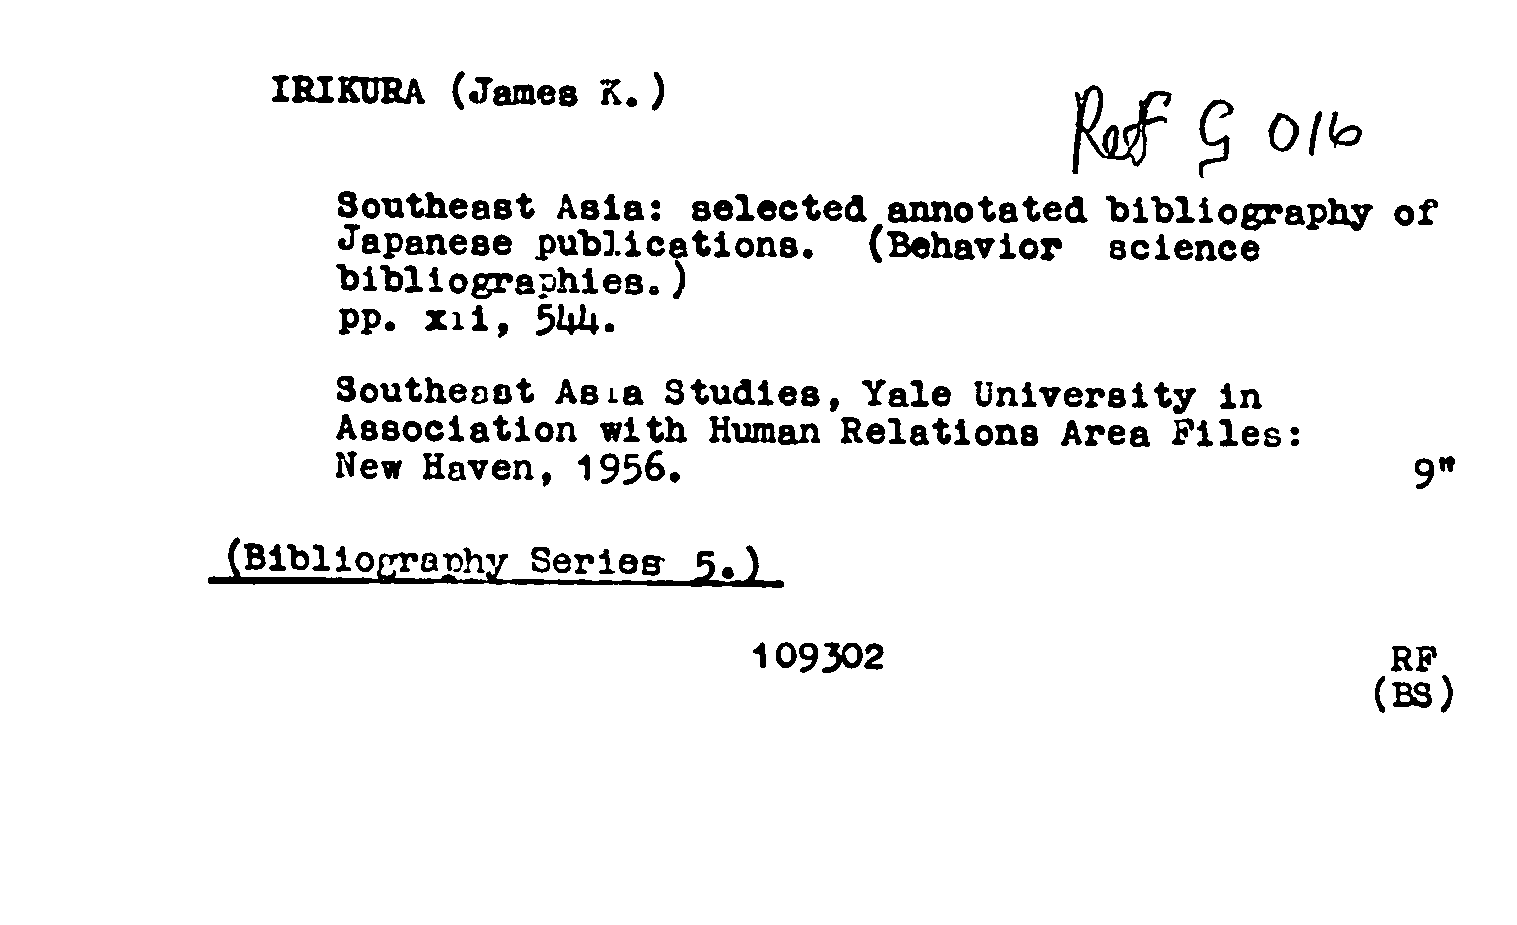 IRIKURA (James K.)
Ref G 016
Southeast Asia: selected annotated bibliography of
Japanese publications. (Behavior science
bibliographies.)
pp. xii, 544.
Southeast Asia Studies, Yale University in
Association with Human Relations Area Files:
New Haven, 1956.
9"
(Bibliography Series 5.)
109302
RF
(BS)